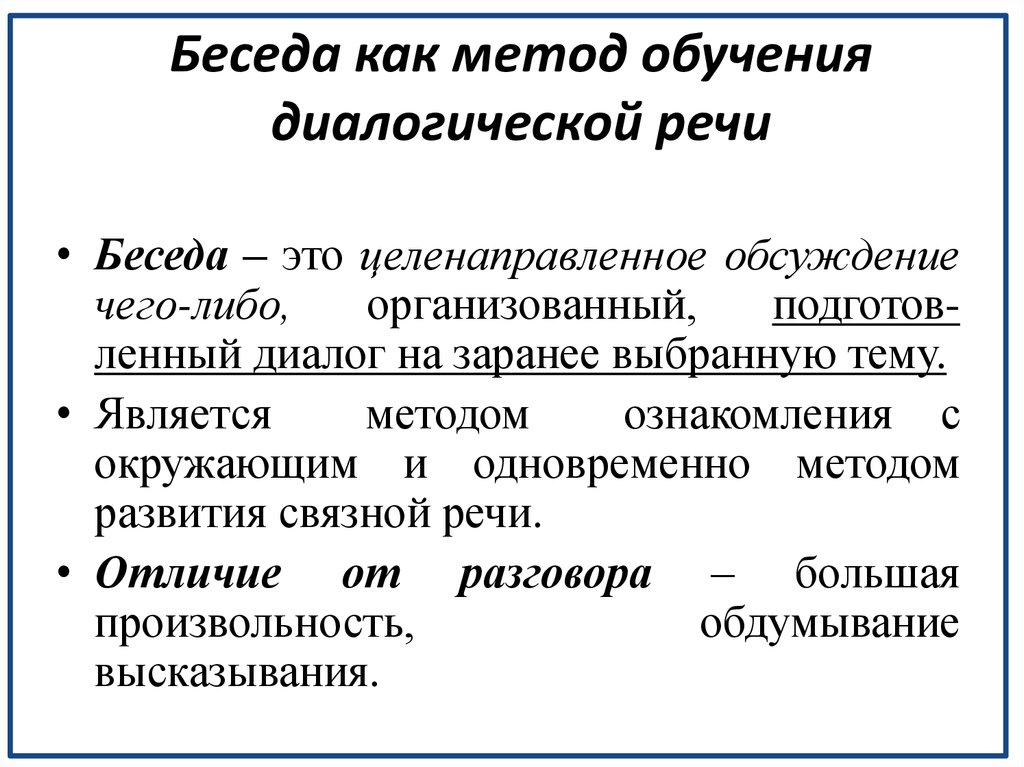 Беседа как метод обучения
диалогической речи
• Беседа – это целенаправленное обсуждение
чего-либо, организованный, подготов-
ленный диалог на заранее выбранную тему.
• Является методом ознакомления с
окружающим и одновременно методом
развития связной речи.
• Отличие от разговора – большая
произвольность, обдумывание
высказывания.